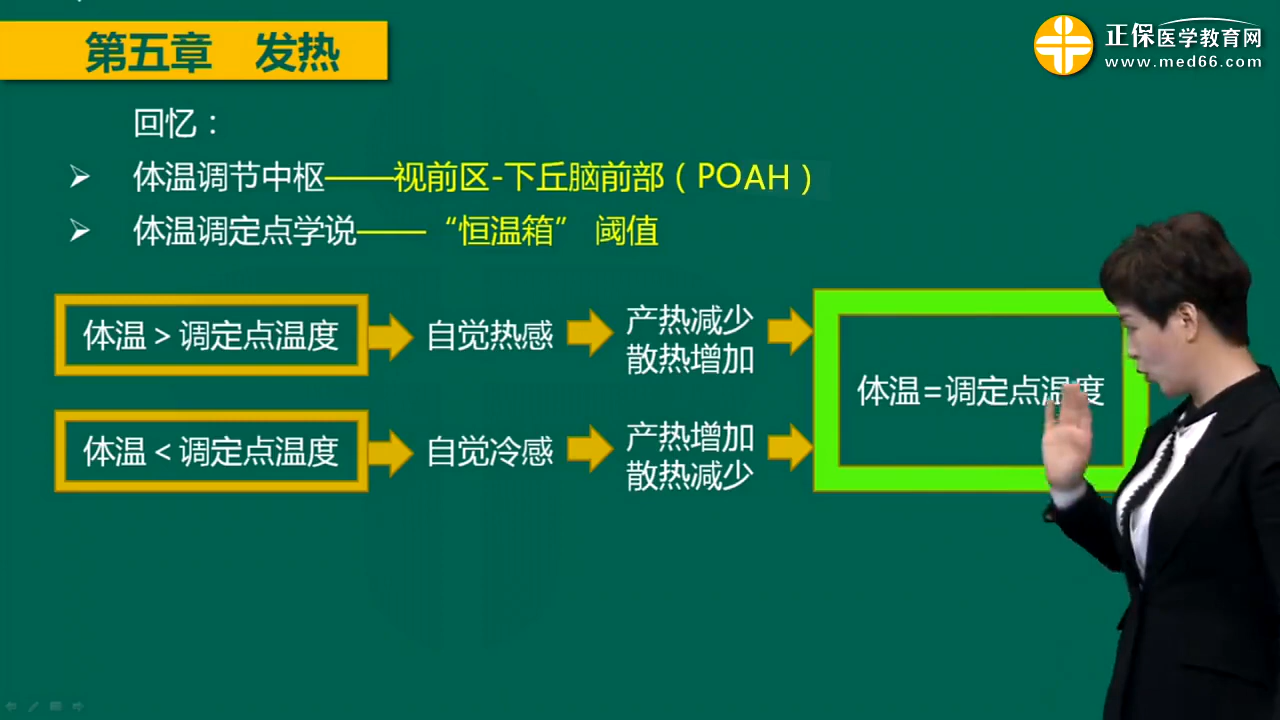 第五章 发热
正保医学教育网
www.med66.com
回忆：
体温调节中枢——视前区-下丘脑前部（POAH）
体温调定点学说——“恒温箱” 阈值
体温＞调定点温度
自觉热感
产热减少
散热增加
体温＜调定点温度
自觉冷感
产热增加
散热减少
体温=调定点温度